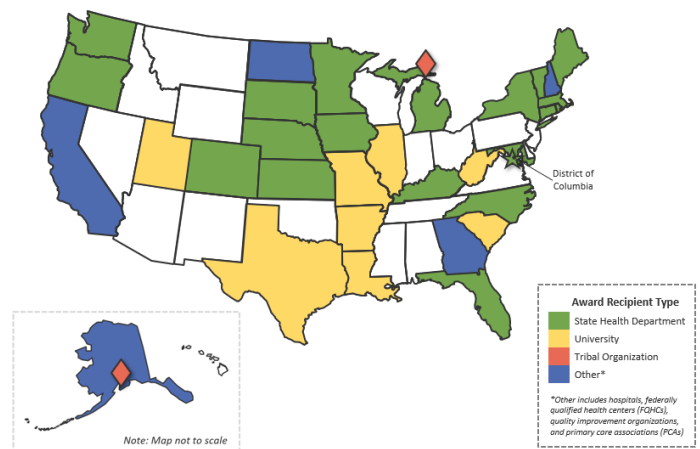 District of
Columbia
Award Recipient Type
State Health Department
University
Tribal Organization
Other*
*Other includes hospitals, federally
qualified health centers (FQHCs),
quality improvement organizations,
and primary care associations (PCAs)
Note: Map not to scale